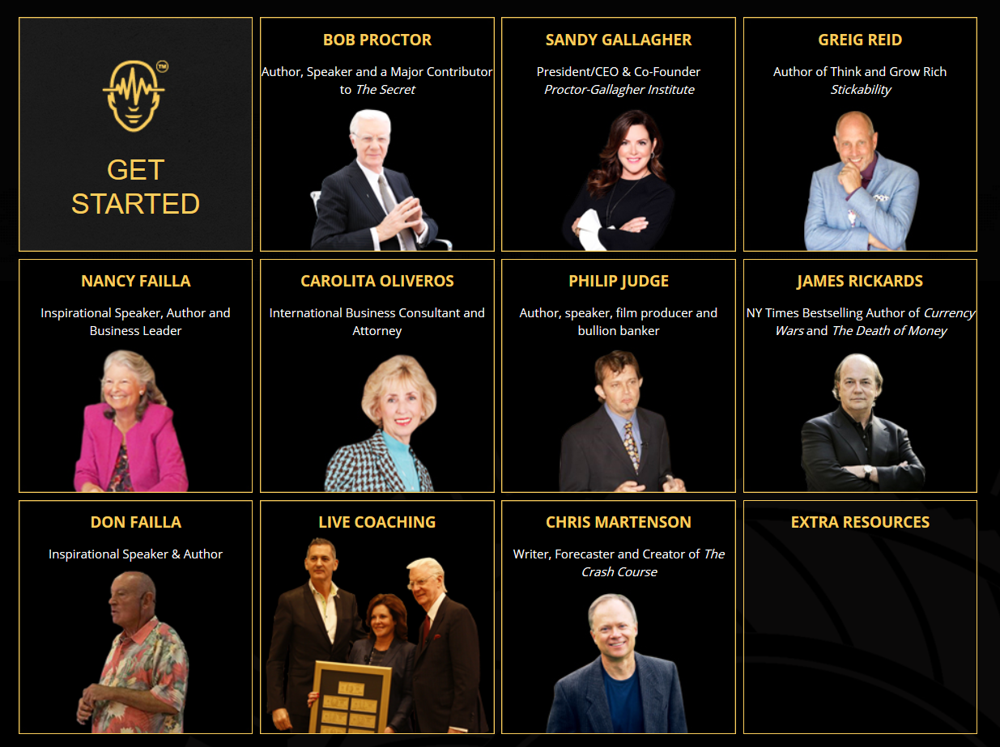 TM
GET
STARTED
BOB PROCTOR
Author, Speaker and a Major Contributor
to The Secret
SANDY GALLAGHER
President/CEO & Co-Founder
Proctor-Gallagher Institute
GREIG REID
Author of Think and Grow Rich
Stickability
NANCY FAILLA
Inspirational Speaker, Author and
Business Leader
CAROLITA OLIVEROS
International Business Consultant and
Attorney
PHILIP JUDGE
Author, speaker, film producer and
bullion banker
JAMES RICKARDS
NY Times Bestselling Author of Currency
Wars and The Death of Money
DON FAILLA
Inspirational Speaker & Author
LIVE COACHING
CHRIS MARTENSON
Writer, Forecaster and Creator of The
Crash Course
EXTRA RESOURCES